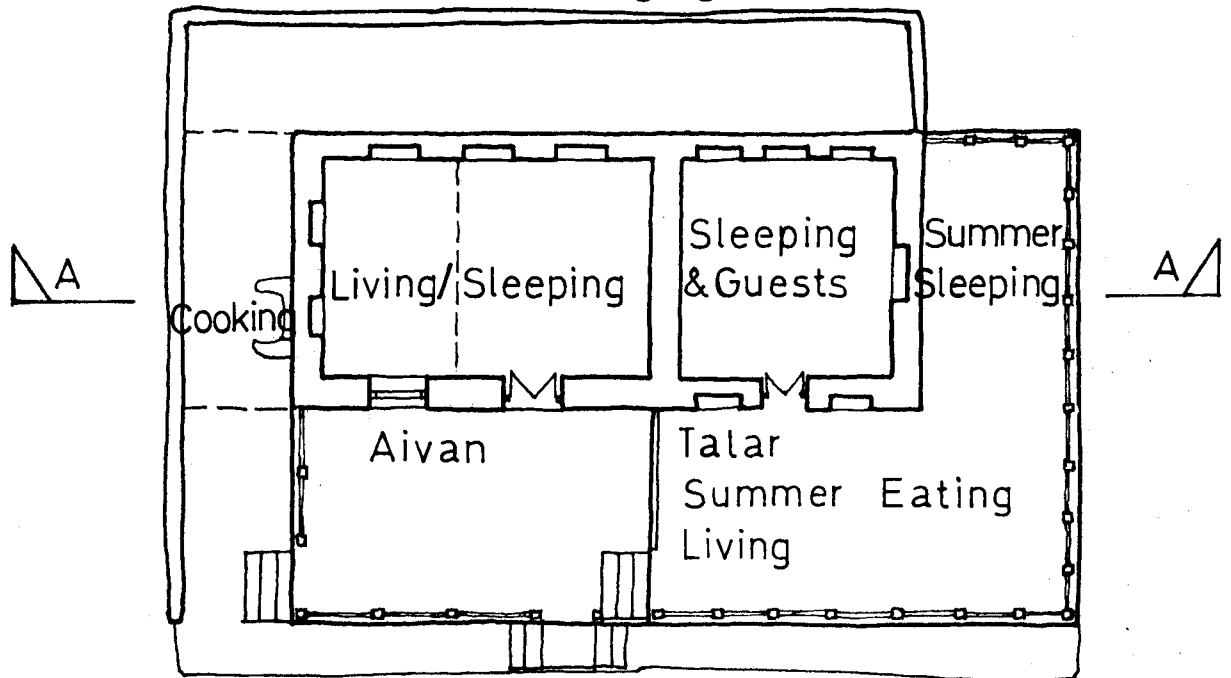 A
Cooking
Living/Sleeping
Sleeping
&Guests
Summer
Sleeping
A
Aivan
Talar
Summer Eating
Living